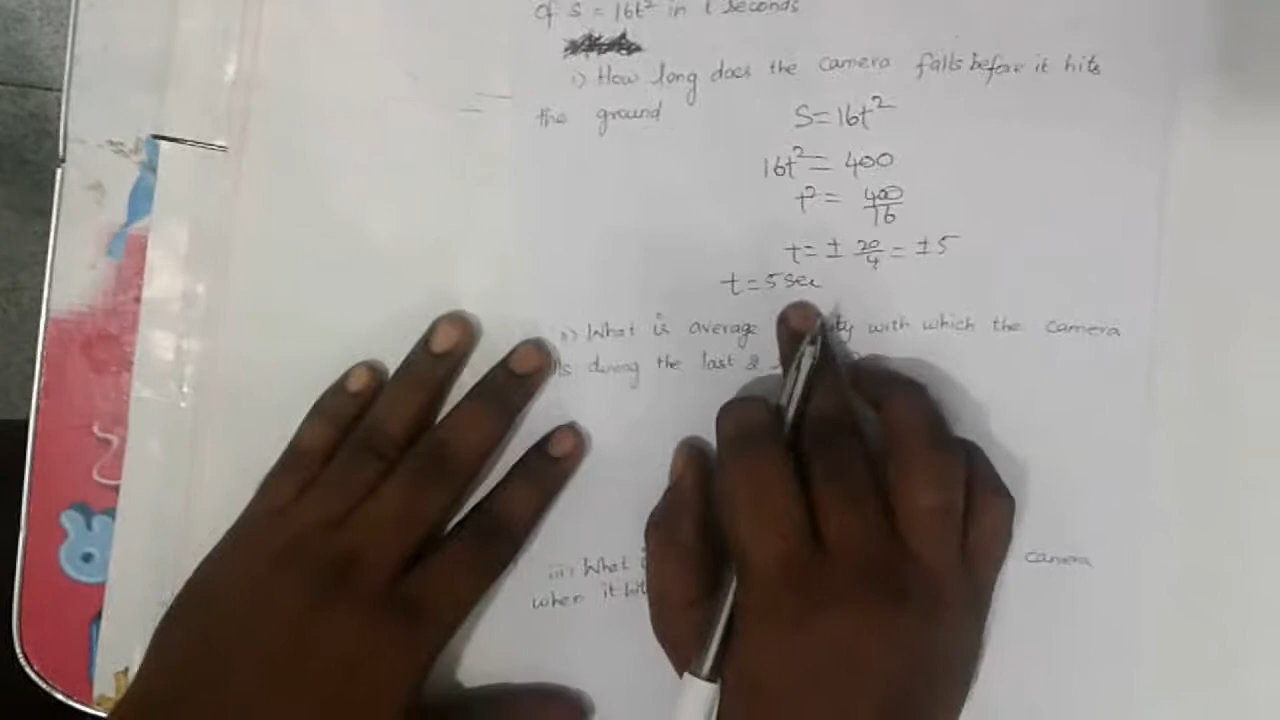 of S = 16t² in t seconds
i) How long does the camera falls before it hits
the ground
S=16t²
16t² = 400
t² = 400/16
t = ± 20/4 = ±5
t = 5 sec
ii) What is average with which the camera
during the last 2
iii) What camera
when it